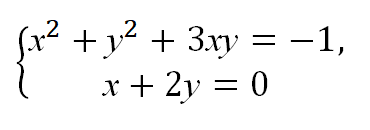 x² + y² + 3xy = −1,
x + 2y = 0